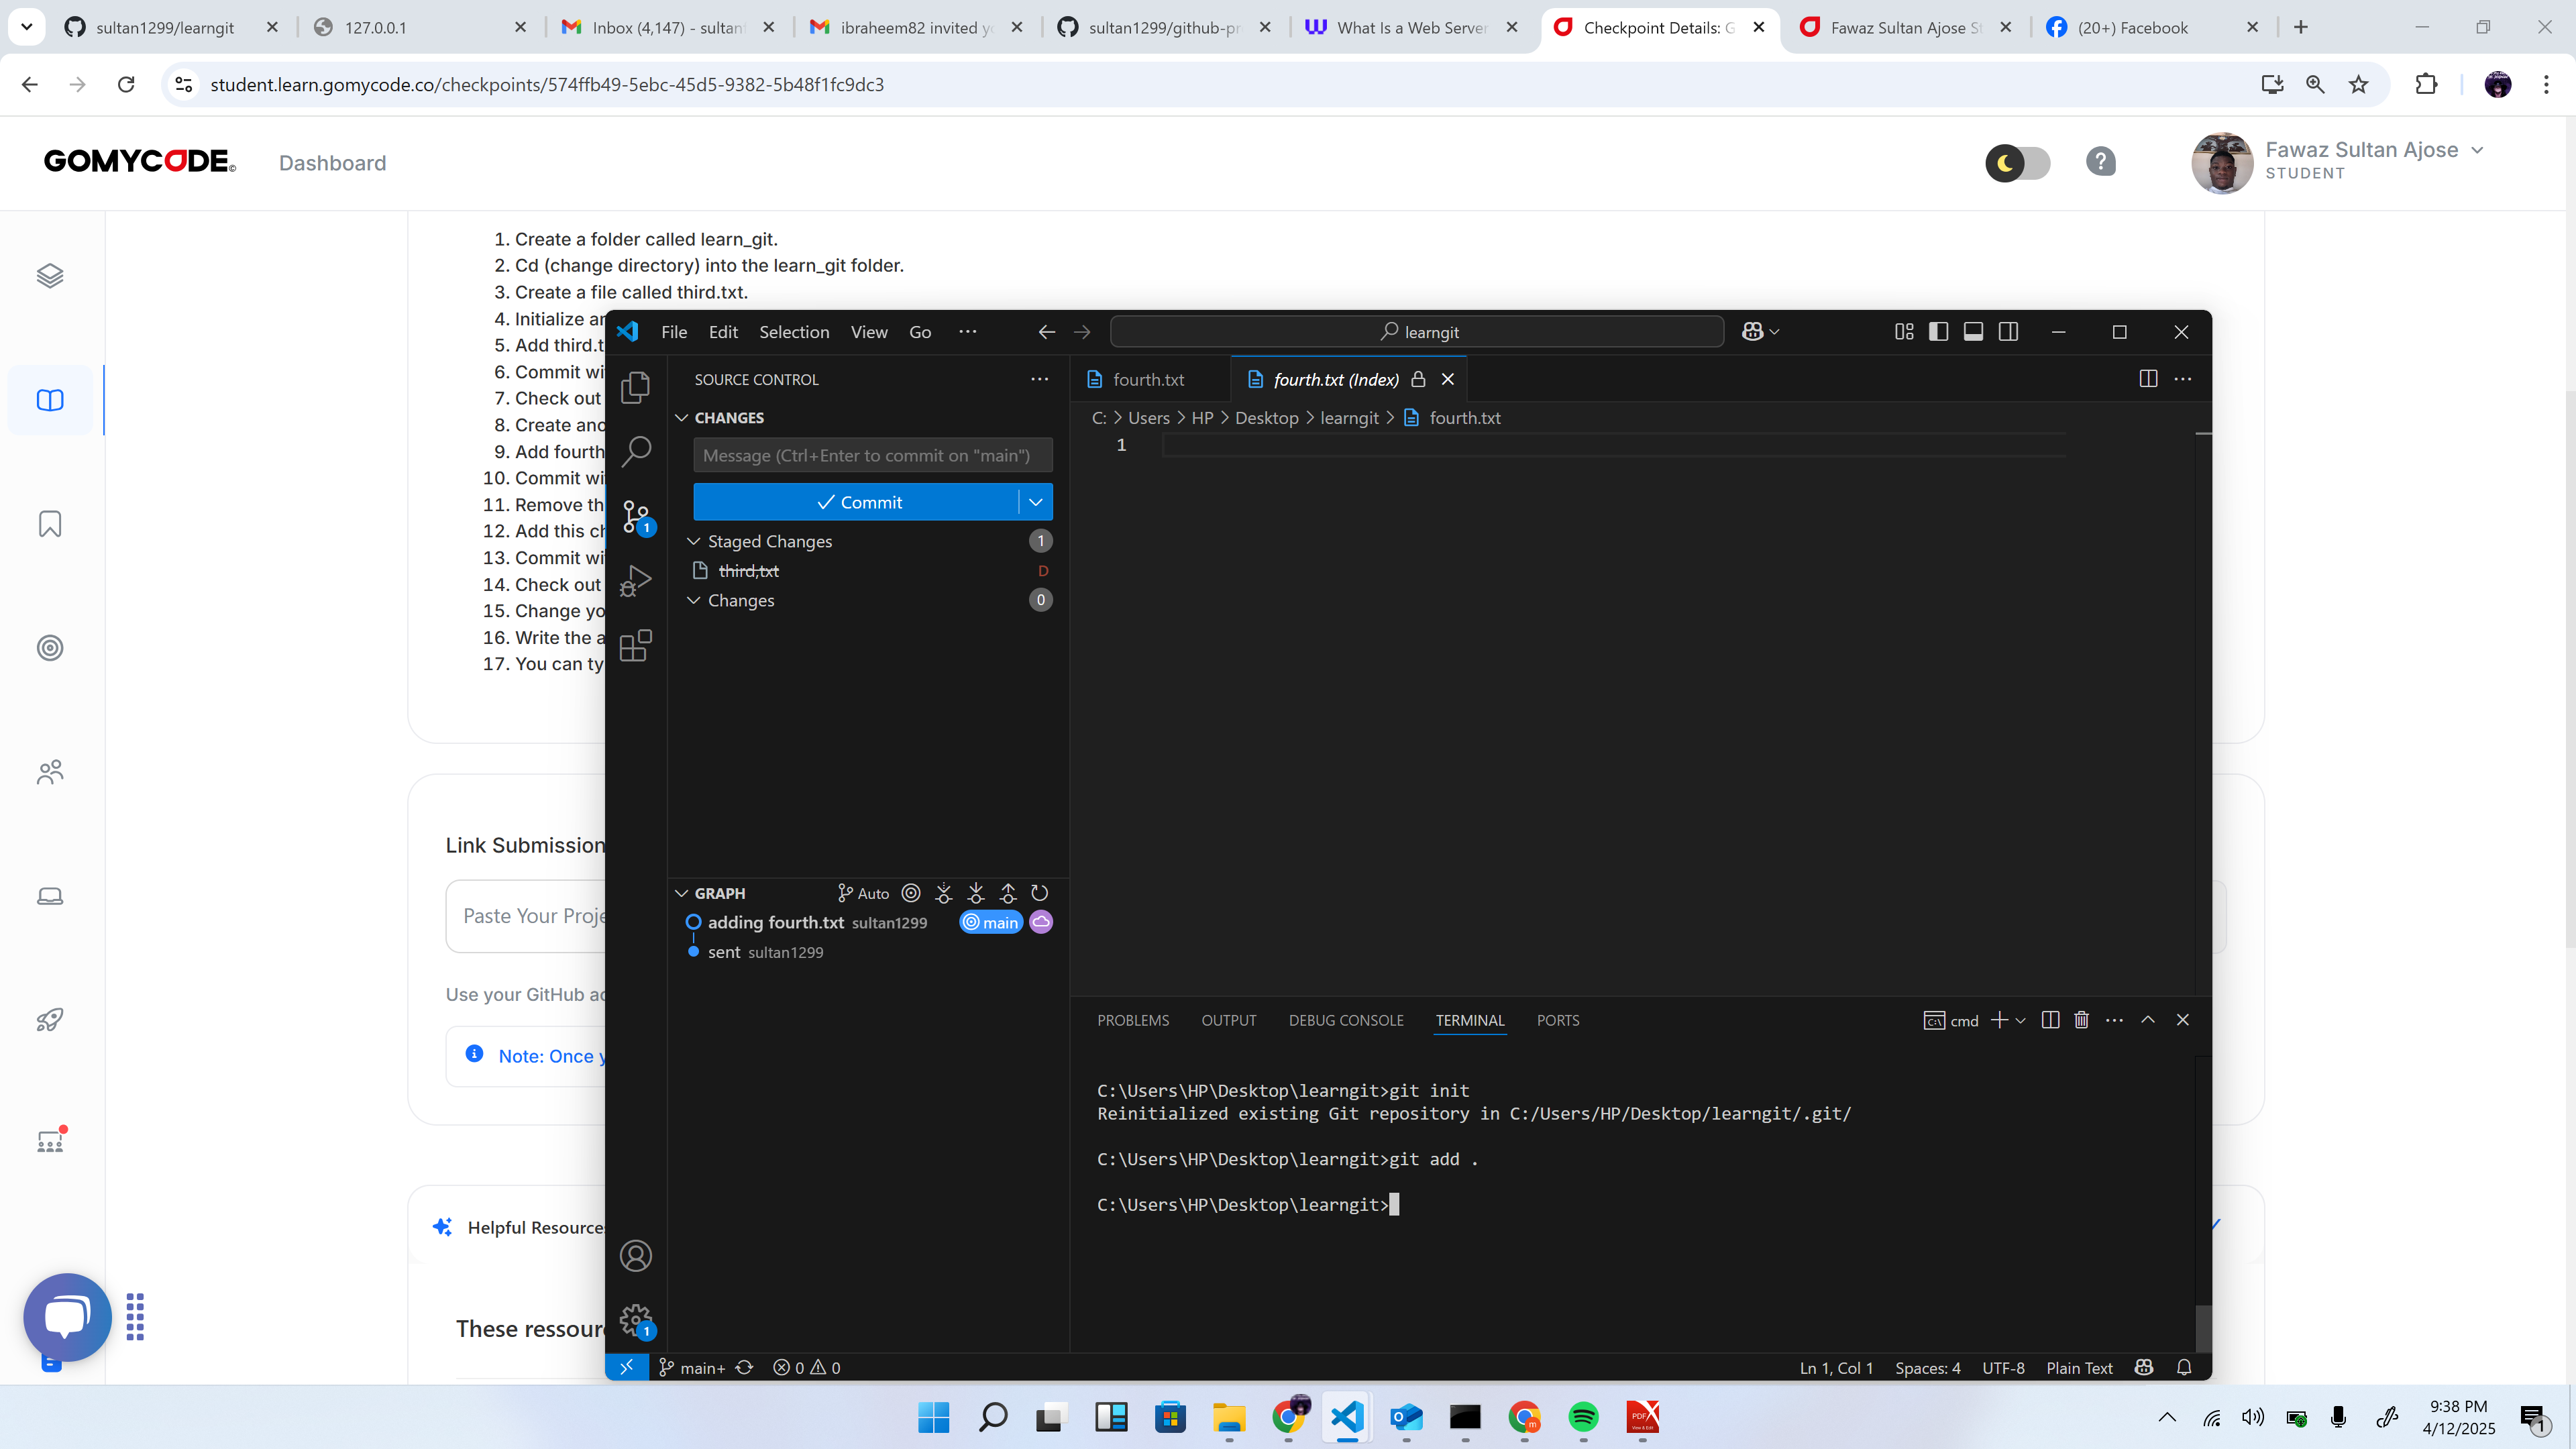 sultan1299/learngit
127.0.0.1
Inbox (4,147) - sultanf
ibraheem82 invited yo
sultan1299/github-pr
What Is a Web Server
Checkpoint Details: G
Fawaz Sultan Ajose St
(20+) Facebook
student.learn.gomycode.co/checkpoints/574ffb49-5ebc-45d5-9382-5b48f1fc9dc3
GOMYCODE
Dashboard
Fawaz Sultan Ajose
STUDENT
1. Create a folder called learn_git.
2. Cd (change directory) into the learn_git folder.
3. Create a file called third.txt.
4. Initialize an
5. Add third.t
6. Commit wi
7. Check out
8. Create ano
9. Add fourth
10. Commit wi
11. Remove th
12. Add this ch
13. Commit wi
14. Check out
15. Change yo
16. Write the a
17. You can ty
Link Submission
Paste Your Proje
Use your GitHub ac
Note: Once y
Helpful Resources
These ressour
File Edit Selection View Go
learngit
SOURCE CONTROL
CHANGES
Message (Ctrl+Enter to commit on "main")
Commit
1
Staged Changes 1
third,txt D
Changes 0
GRAPH
Auto
adding fourth.txt sultan1299 main
sent sultan1299
1
fourth.txt
fourth.txt (Index)
C: > Users > HP > Desktop > learngit > fourth.txt
1
PROBLEMS OUTPUT DEBUG CONSOLE TERMINAL PORTS
cmd
C:\Users\HP\Desktop\learngit>git init
Reinitialized existing Git repository in C:/Users/HP/Desktop/learngit/.git/
C:\Users\HP\Desktop\learngit>git add .
C:\Users\HP\Desktop\learngit>
main+ 0 0
Ln 1, Col 1 Spaces: 4 UTF-8 Plain Text
PDF
9:38 PM
4/12/2025
1